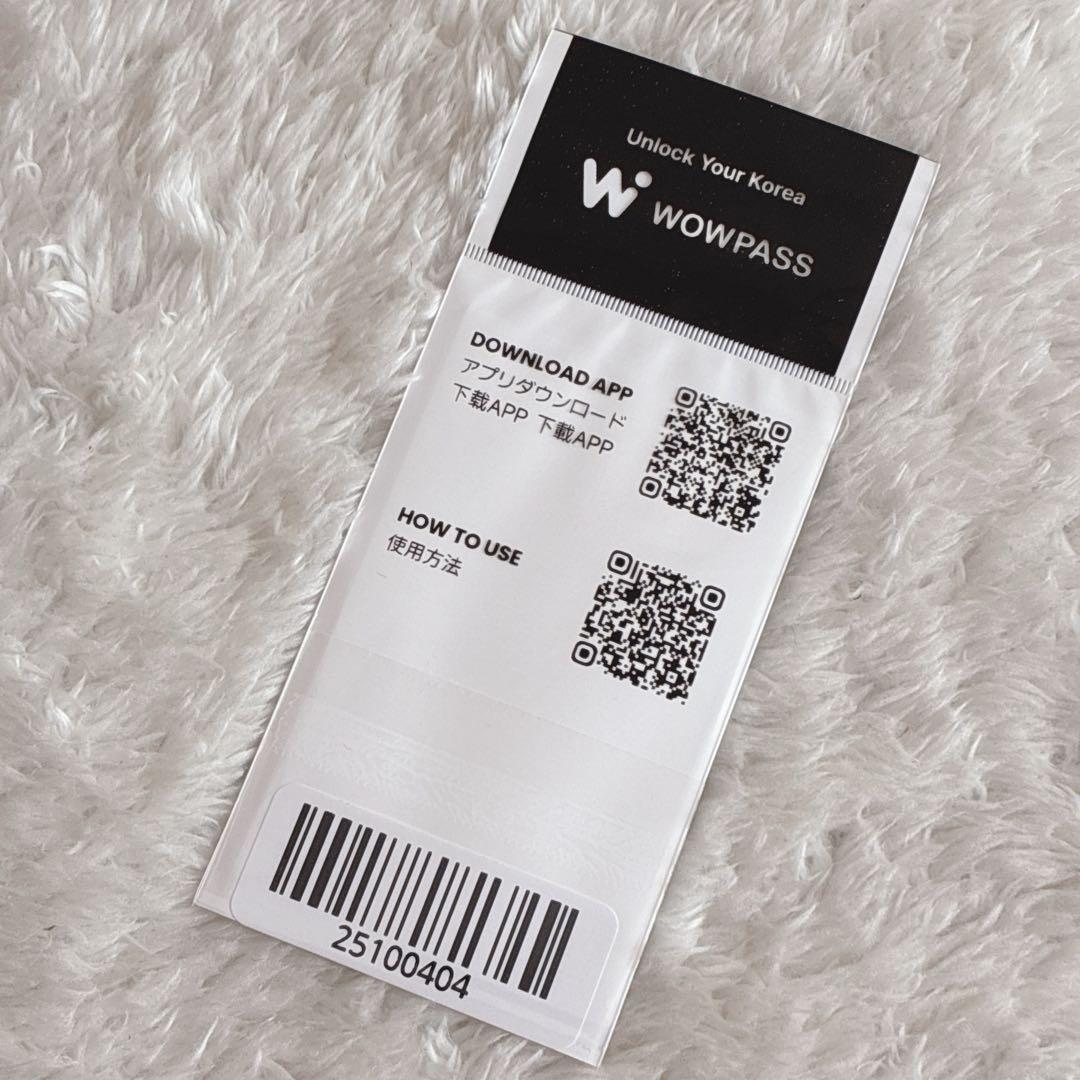 Unlock Your Korea
WOWPASS
DOWNLOAD APP
アプリダウンロード
下载APP 下載APP
HOW TO USE
使用方法
25100404